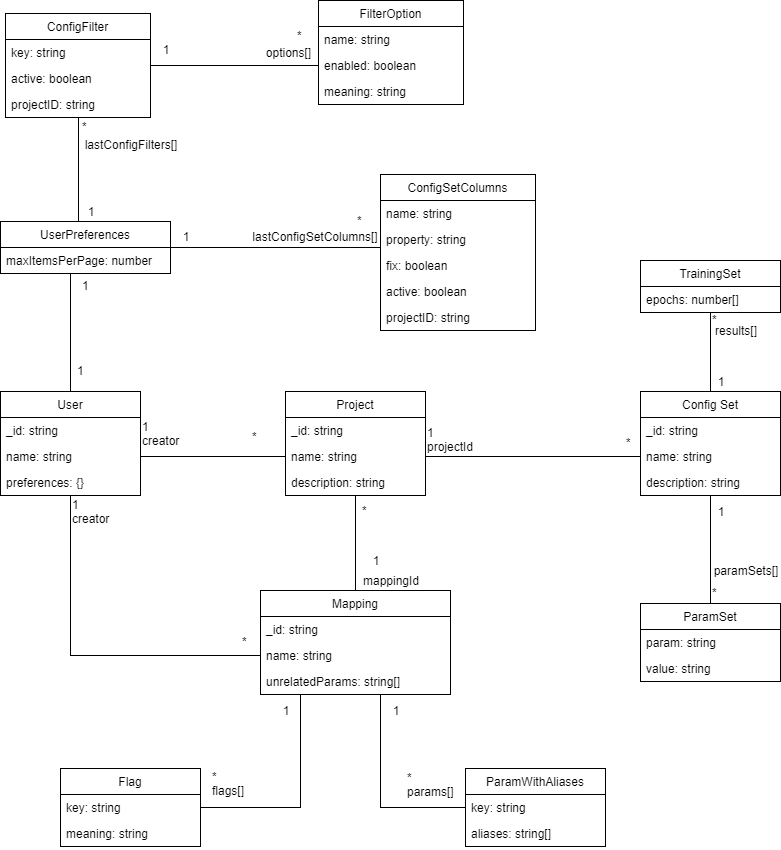 ConfigFilter
key: string
active: boolean
projectID: string
FilterOption
name: string
enabled: boolean
meaning: string
1
*
options[]
*
lastConfigFilters[]
1
UserPreferences
maxItemsPerPage: number
1
*
lastConfigSetColumns[]
ConfigSetColumns
name: string
property: string
fix: boolean
active: boolean
projectID: string
1
1
TrainingSet
epochs: number[]
*
results[]
1
User
_id: string
name: string
preferences: {}
1
creator
*
Project
_id: string
name: string
description: string
1
projectId
*
Config Set
_id: string
name: string
description: string
1
creator
*
*
1
mappingId
1
paramSets[]
*
Mapping
_id: string
name: string
unrelatedParams: string[]
ParamSet
param: string
value: string
1
1
*
flags[]
*
params[]
Flag
key: string
meaning: string
ParamWithAliases
key: string
aliases: string[]